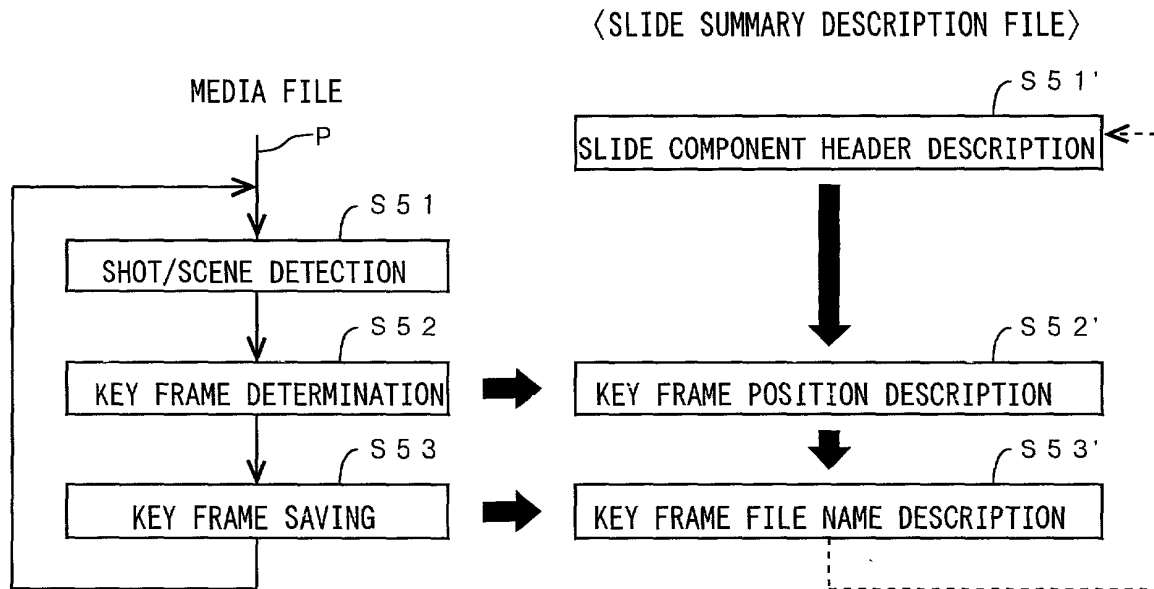 〈SLIDE SUMMARY DESCRIPTION FILE〉
MEDIA FILE
P
S51'
SLIDE COMPONENT HEADER DESCRIPTION
S51
SHOT/SCENE DETECTION
S52
KEY FRAME DETERMINATION
S52'
KEY FRAME POSITION DESCRIPTION
S53
KEY FRAME SAVING
S53'
KEY FRAME FILE NAME DESCRIPTION